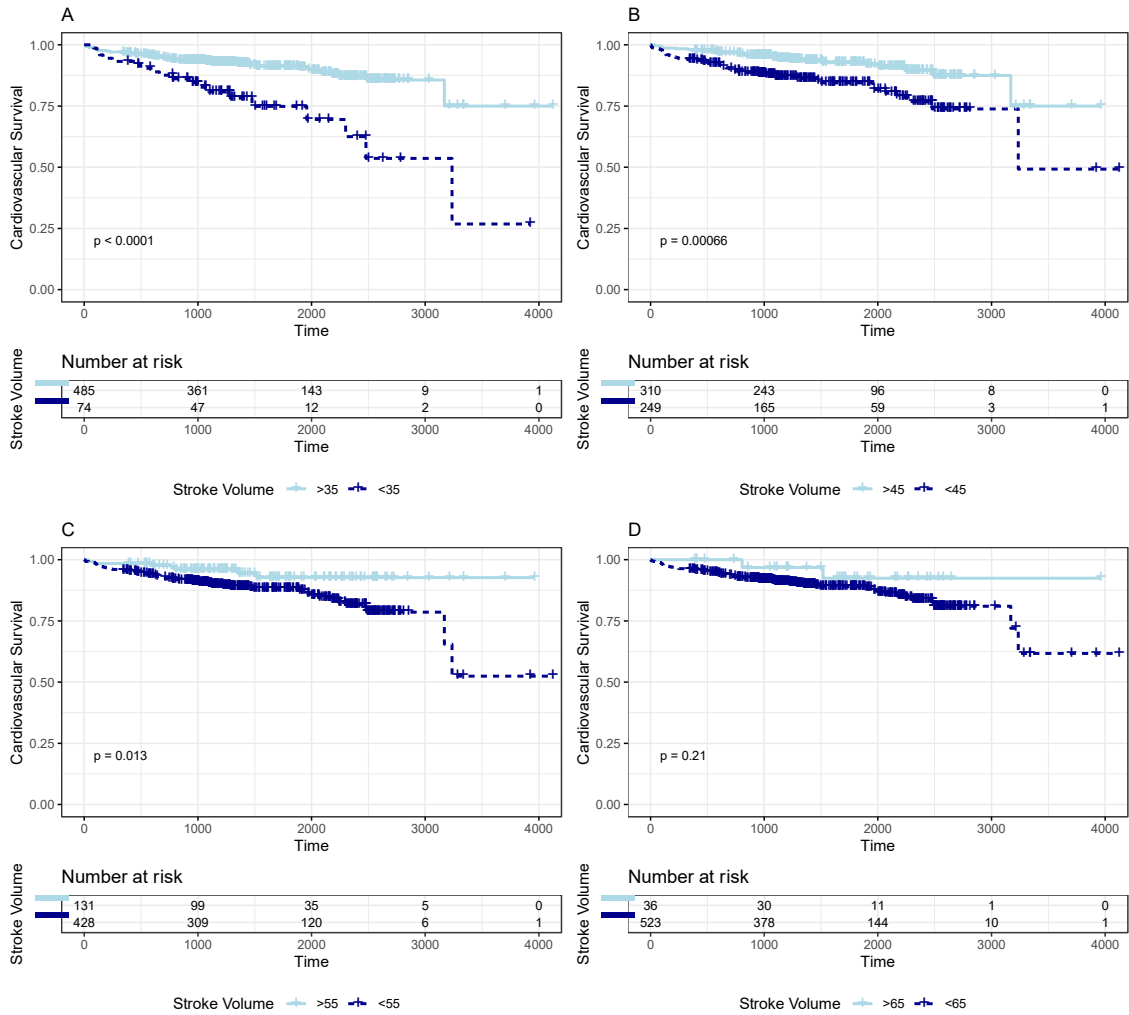 A
Cardiovascular Survival
1.00
0.75
0.50
0.25
0.00
p < 0.0001
0 1000 2000 3000 4000
Time
Number at risk
Stroke Volume
485 361 143 9 1
74 47 12 2 0
0 1000 2000 3000 4000
Time
Stroke Volume >35 <35
B
Cardiovascular Survival
1.00
0.75
0.50
0.25
0.00
p = 0.00066
0 1000 2000 3000 4000
Time
Number at risk
Stroke Volume
310 243 96 8 0
249 165 59 3 1
0 1000 2000 3000 4000
Time
Stroke Volume >45 <45
C
Cardiovascular Survival
1.00
0.75
0.50
0.25
0.00
p = 0.013
0 1000 2000 3000 4000
Time
Number at risk
Stroke Volume
131 99 35 5 0
428 309 120 6 1
0 1000 2000 3000 4000
Time
Stroke Volume >55 <55
D
Cardiovascular Survival
1.00
0.75
0.50
0.25
0.00
p = 0.21
0 1000 2000 3000 4000
Time
Number at risk
Stroke Volume
36 30 11 1 0
523 378 144 10 1
0 1000 2000 3000 4000
Time
Stroke Volume >65 <65